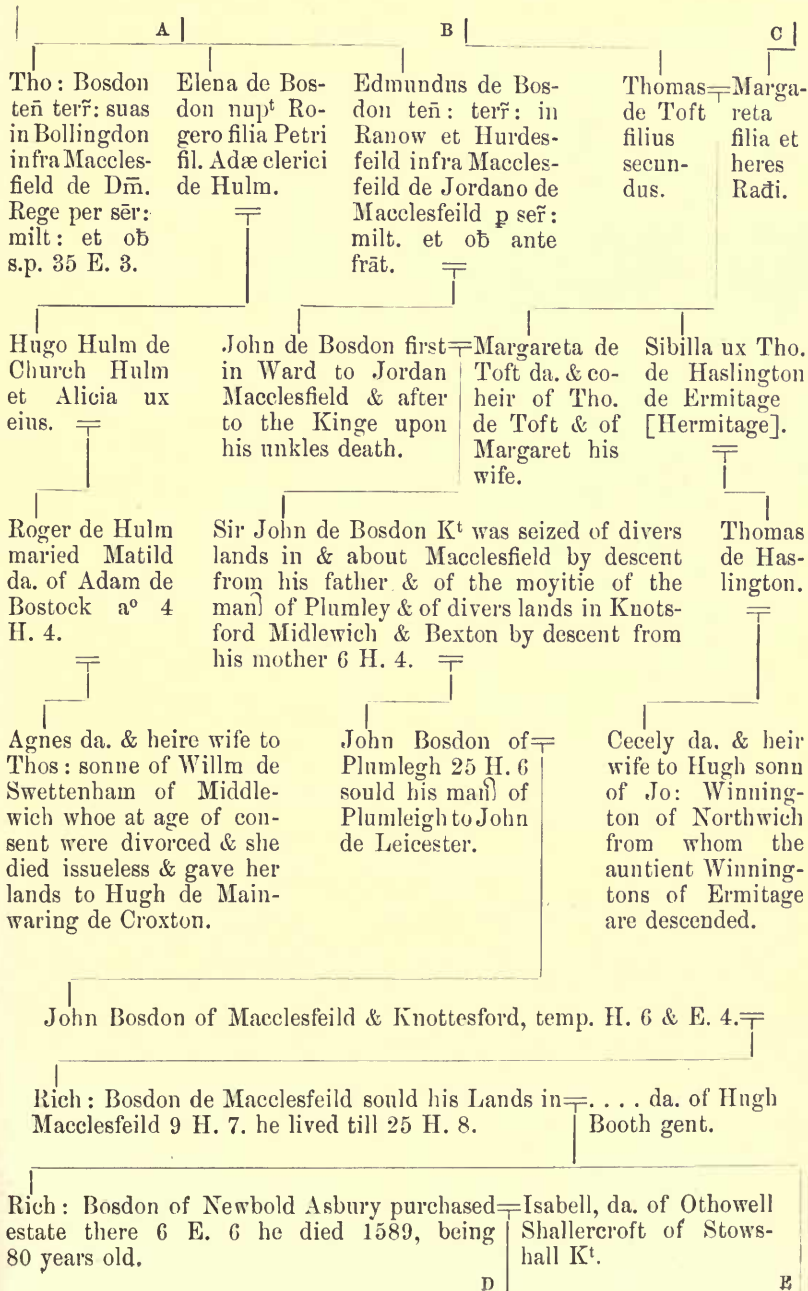 A B C
Tho: Bosdon
teñ terr̃: suas
in Bollingdon
infra Maccles-
field de Dm̃.
Rege per sēr:
milt: et oƀ
s.p. 35 E. 3.
Elena de Bos-
don nupᵗ Ro-
gero filia Petri
fil. Adæ clerici
de Hulm.
Edmundus de Bos-
don teñ: terr̃: in
Ranow et Hurdes-
feild infra Maccles-
feild de Jordano de
Macclesfeild p ser̃:
milt. et oƀ ante
frāt.
Thomas
de Toft
filius
secun-
dus.
Marga-
reta
filia et
heres
Rađi.
Hugo Hulm de
Church Hulm
et Alicia ux
eius.
John de Bosdon first
in Ward to Jordan
Macclesfield & after
to the Kinge upon
his unkles death.
Margareta de
Toft da. & co-
heir of Tho.
de Toft & of
Margaret his
wife.
Sibilla ux Tho.
de Haslington
de Ermitage
[Hermitage].
Roger de Hulm
maried Matild
da. of Adam de
Bostock aº 4
H. 4.
Sir John de Bosdon Kᵗ was seized of divers
lands in & about Macclesfield by descent
from his father & of the moyitie of the
mañ of Plumley & of divers lands in Knots-
ford Midlewich & Bexton by descent from
his mother 6 H. 4.
Thomas
de Has-
lington.
Agnes da. & heire wife to
Thos: sonne of Willm de
Swettenham of Middle-
wich whoe at age of con-
sent were divorced & she
died issueless & gave her
lands to Hugh de Main-
waring de Croxton.
John Bosdon of
Plumlegh 25 H. 6
sould his mañ of
Plumleigh to John
de Leicester.
Cecely da. & heir
wife to Hugh sonn
of Jo: Winning-
ton of Northwich
from whom the
auntient Winning-
tons of Ermitage
are descended.
John Bosdon of Macclesfeild & Knottesford, temp. H. 6 & E. 4.
Rich: Bosdon de Macclesfeild sould his Lands in
Macclesfeild 9 H. 7. he lived till 25 H. 8.
. . . . da. of Hugh
Booth gent.
Rich: Bosdon of Newbold Asbury purchased
estate there 6 E. 6 he died 1589, being
80 years old.
Isabell, da. of Othowell
Shallercroft of Stows-
hall Kᵗ.
D E